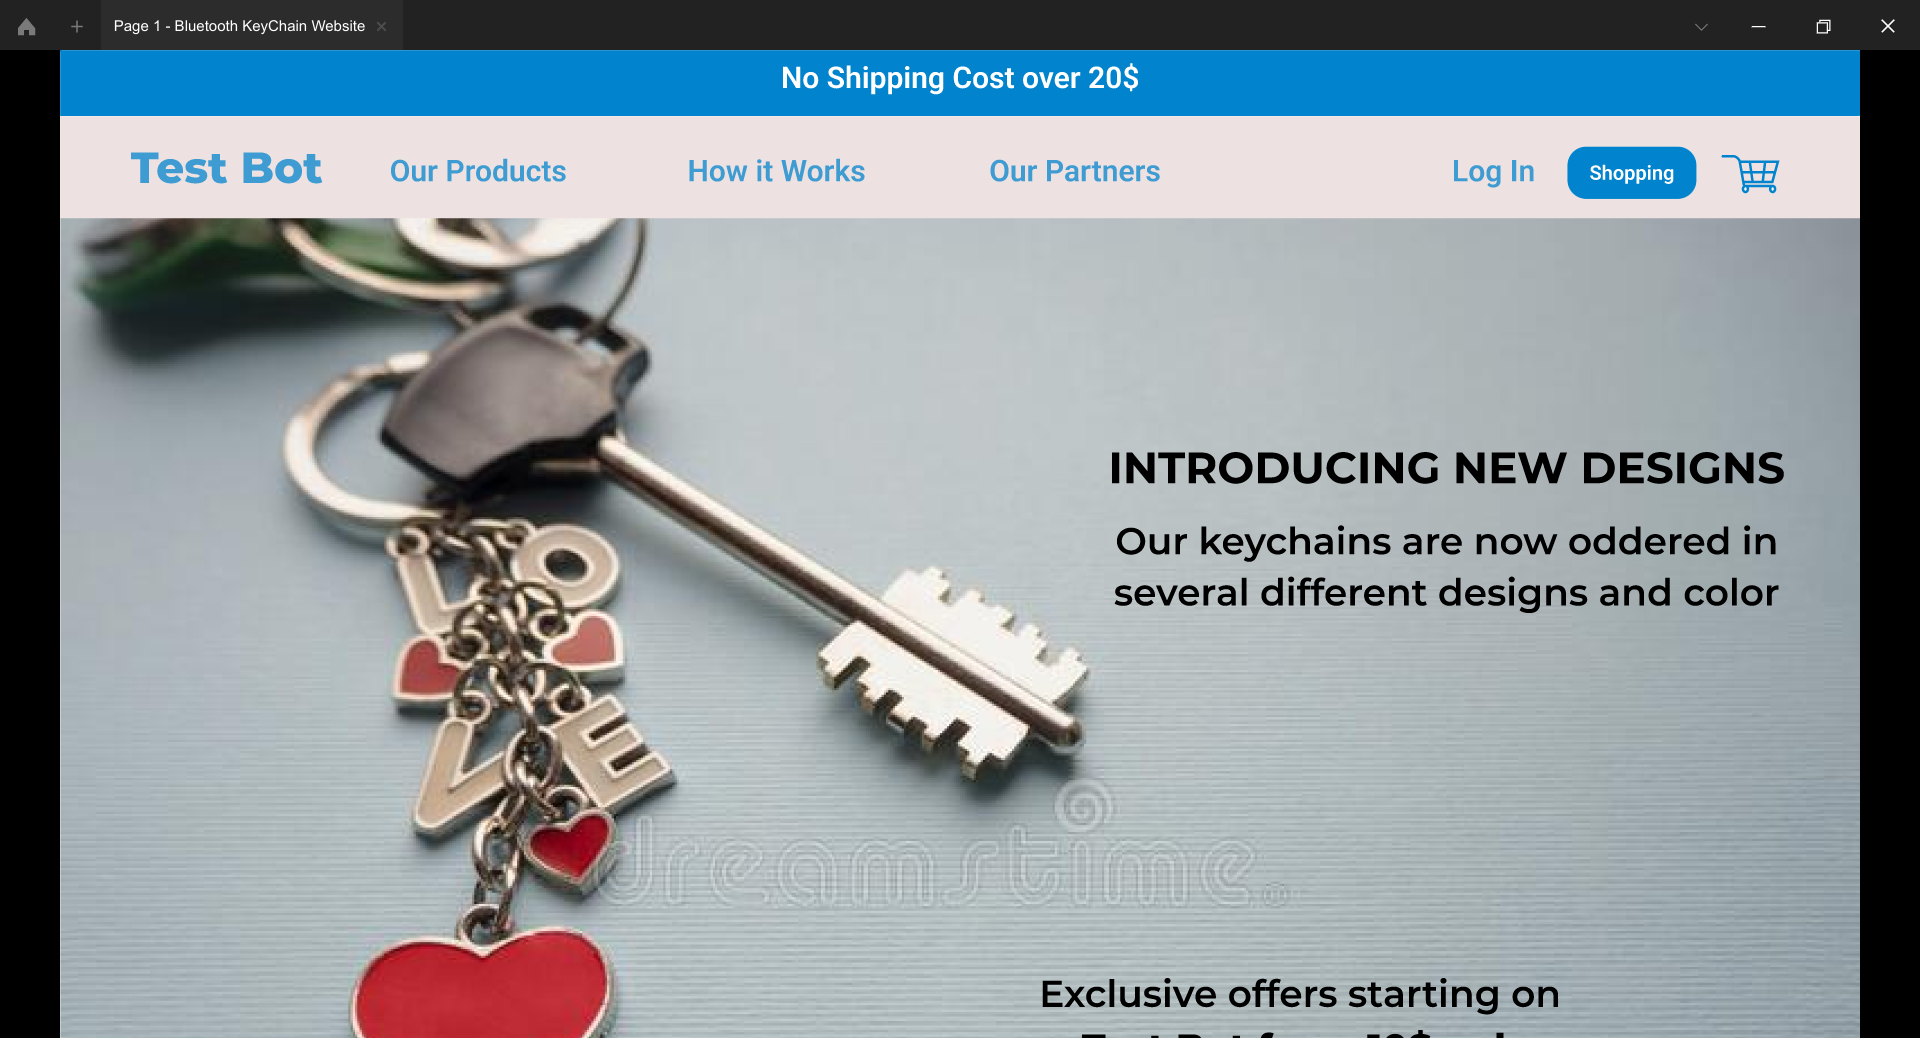 Page 1 - Bluetooth KeyChain Website
No Shipping Cost over 20$
Test Bot
Our Products
How it Works
Our Partners
Log In
Shopping
INTRODUCING NEW DESIGNS
Our keychains are now oddered in
several different designs and color
L O
V E
dreamstime.
Exclusive offers starting on